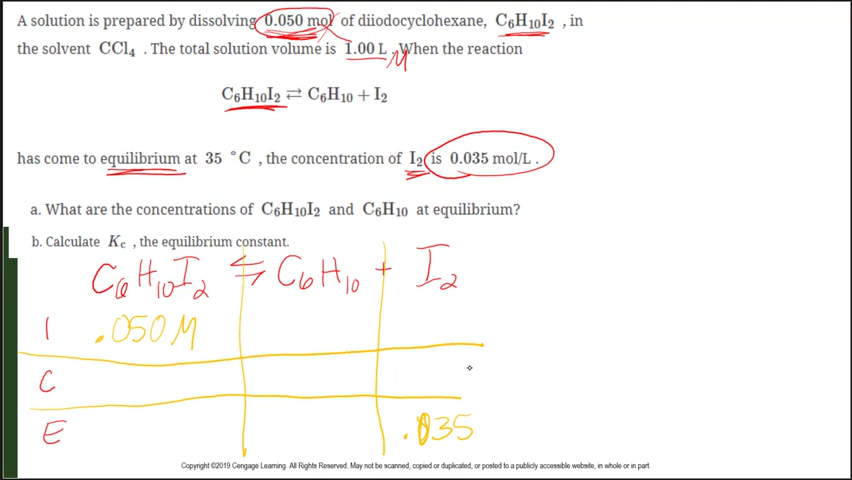 A solution is prepared by dissolving 0.050 mol of diiodocyclohexane, C₆H₁₀I₂, in
the solvent CCl₄. The total solution volume is 1.00 L. When the reaction
M
C₆H₁₀I₂ ⇄ C₆H₁₀ + I₂
has come to equilibrium at 35 °C, the concentration of I₂ is 0.035 mol/L.
a. What are the concentrations of C₆H₁₀I₂ and C₆H₁₀ at equilibrium?
b. Calculate Kc, the equilibrium constant.
C₆H₁₀I₂ ⇋ C₆H₁₀ + I₂
I .050 M
C
E .035
Copyright ©2019 Cengage Learning. All Rights Reserved. May not be scanned, copied or duplicated, or posted to a publicly accessible website, in whole or in part.